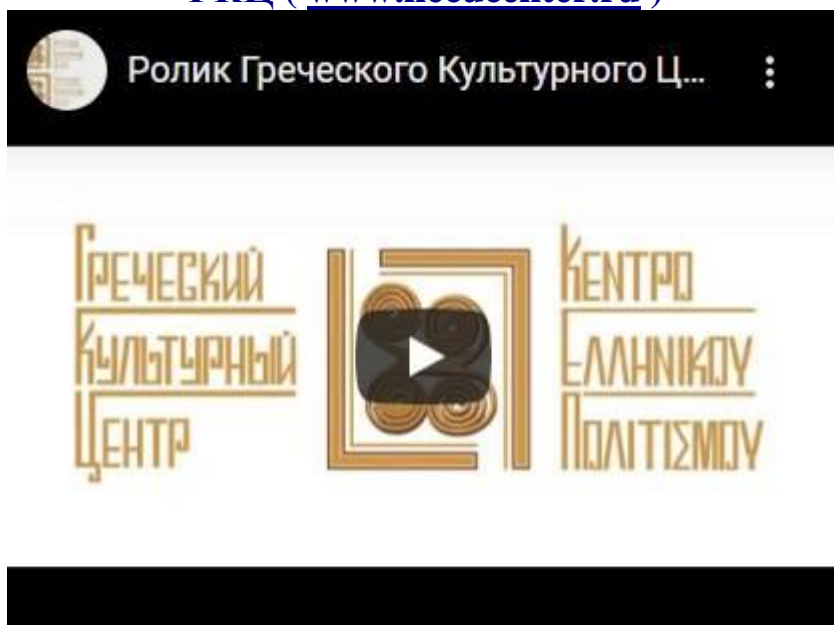 Ролик Греческого Культурного Ц...
ГРЕЧЕСКИЙ
КУЛЬТУРНЫЙ
ЦЕНТР
ΚΕΝΤΡΟ
ΕΛΛΗΝΙΚΟΥ
ΠΟΛΙΤΙΣΜΟΥ